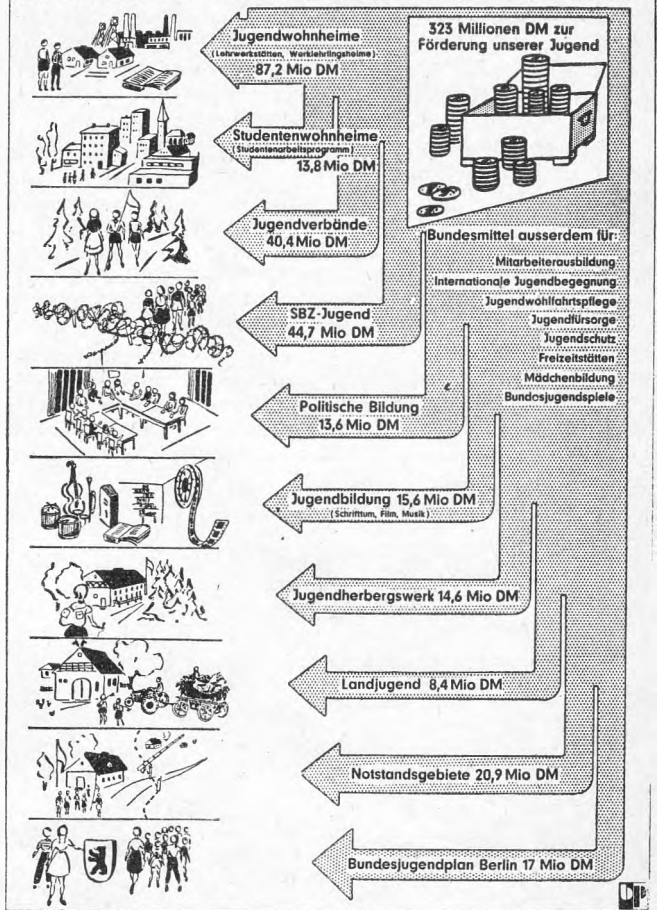 323 Millionen DM zur
Förderung unserer Jugend
Jugendwohnheime
(Lehrwerkstätten, Werklehrlingsheime)
87,2 Mio DM
Studentenwohnheime
(Studentenarbeitsprogramm)
13,8 Mio DM
Jugendverbände
40,4 Mio DM
SBZ-Jugend
44,7 Mio DM
Politische Bildung
13,6 Mio DM
Jugendbildung 15,6 Mio DM
(Schrifttum, Film, Musik)
Jugendherbergswerk 14,6 Mio DM
Landjugend 8,4 Mio DM
Notstandsgebiete 20,9 Mio DM
Bundesjugendplan Berlin 17 Mio DM
Bundesmittel ausserdem für:
Mitarbeiterausbildung
Internationale Jugendbegegnung
Jugendwohlfahrtspflege
Jugendfürsorge
Jugendschutz
Freizeitstätten
Mädchenbildung
Bundesjugendspiele